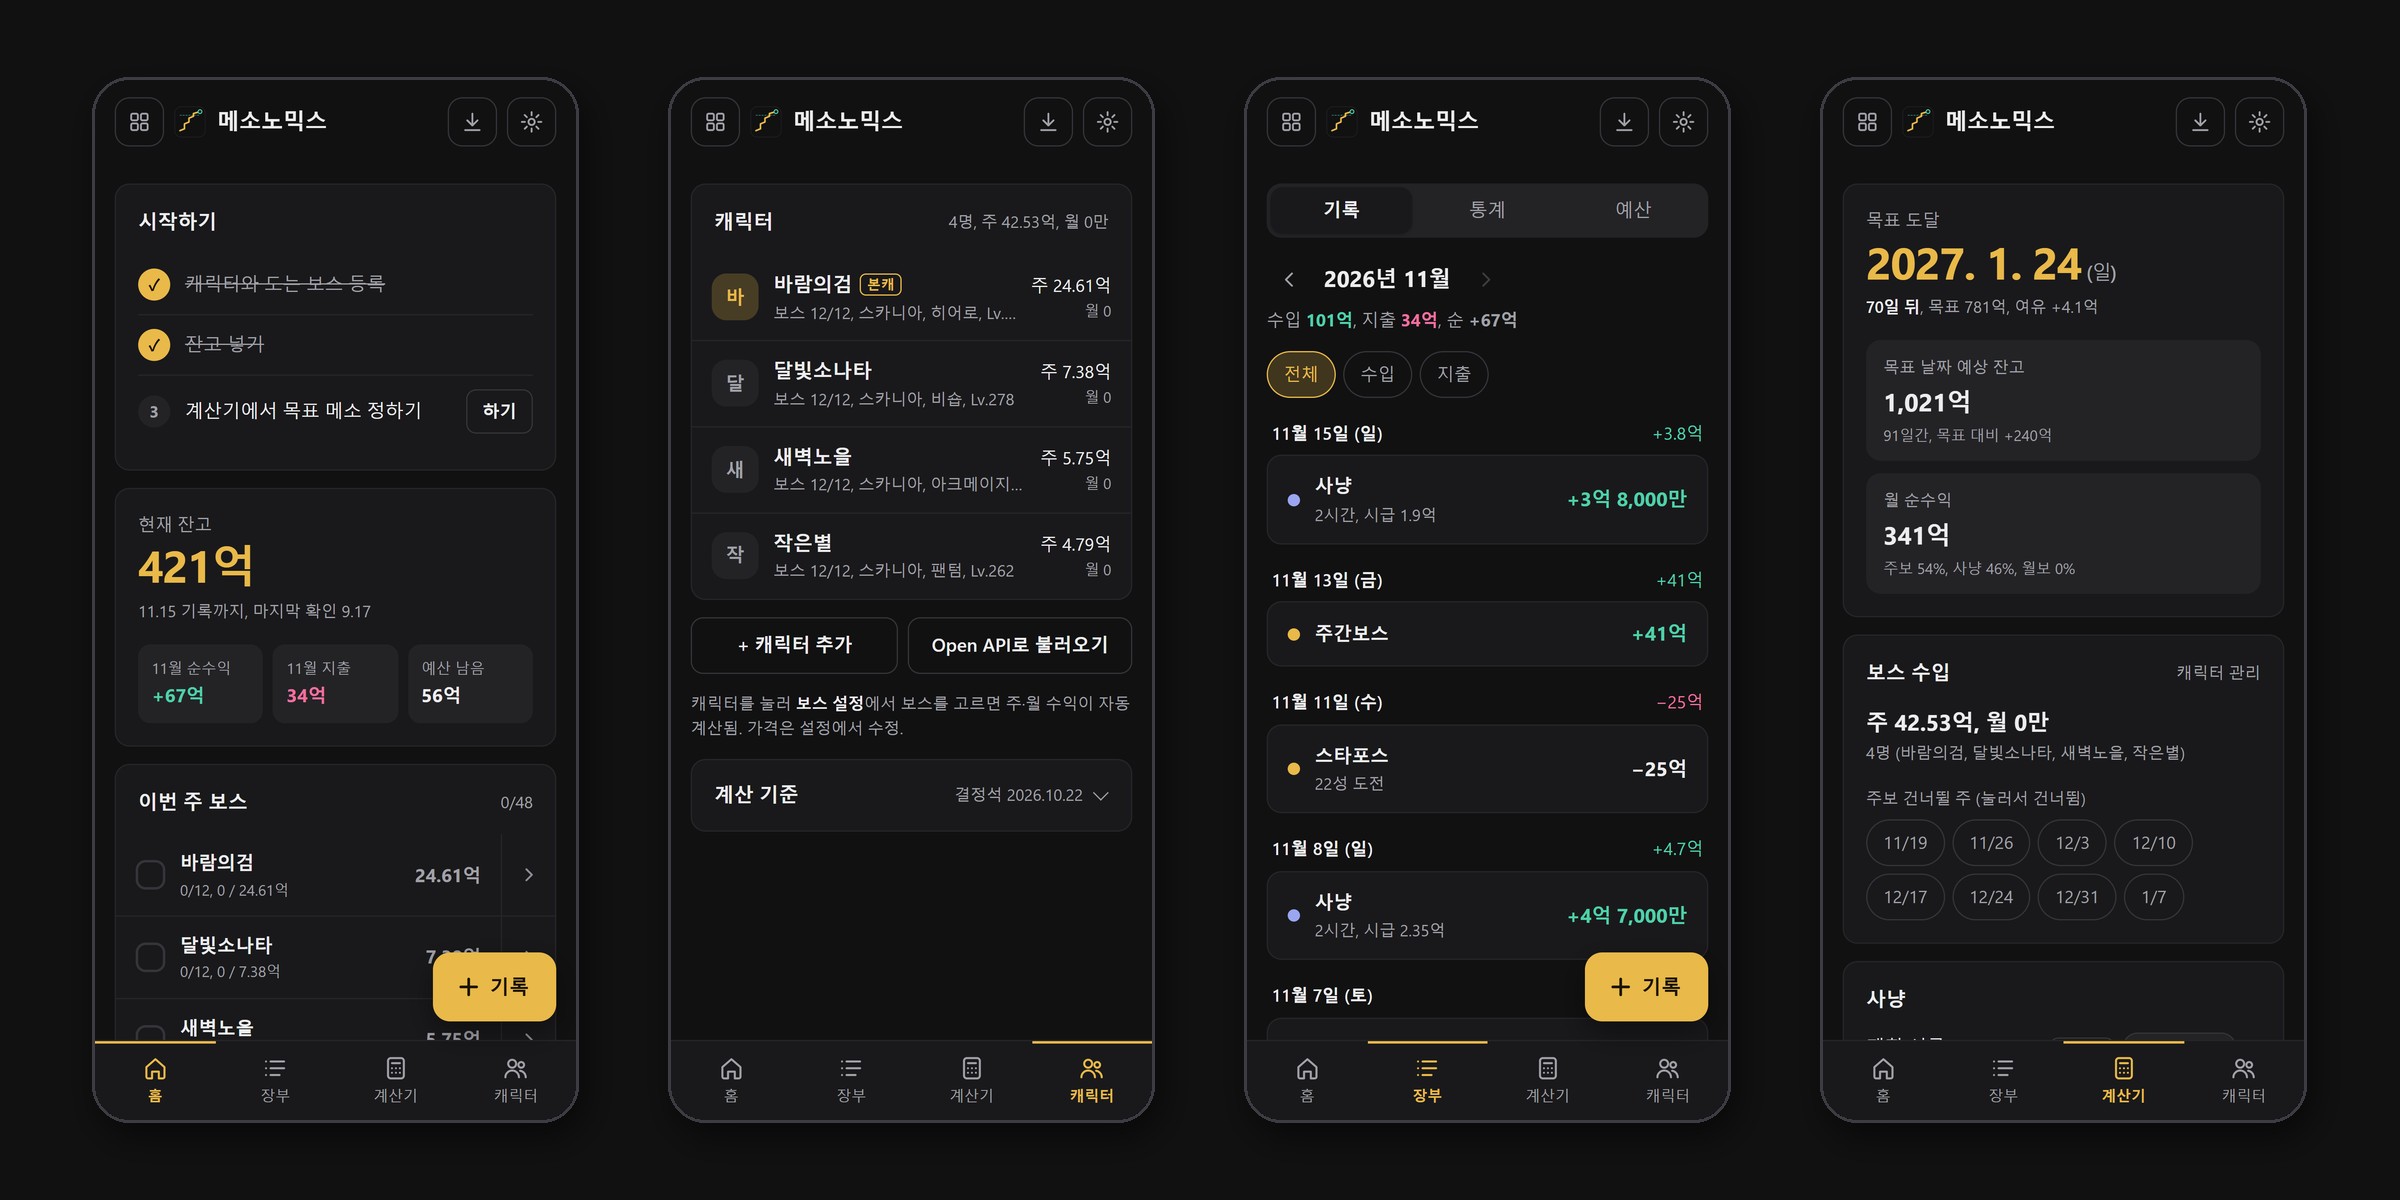 메소노믹스
시작하기
캐릭터와 도는 보스 등록
잔고 넣기
3 계산기에서 목표 메소 정하기 하기
현재 잔고
421억
11.15 기록까지, 마지막 확인 9.17
11월 순수익 11월 지출 예산 남음
+67억 34억 56억
이번 주 보스 0/48
바람의검 24.61억
0/12, 0 / 24.61억
달빛소나타
0/12, 0 / 7.38억
새벽노을 5.75억
+ 기록
홈 장부 계산기 캐릭터
메소노믹스
캐릭터 4명, 주 42.53억, 월 0만
바 바람의검 본캐 주 24.61억
보스 12/12, 스카니아, 히어로, Lv.... 월 0
달 달빛소나타 주 7.38억
보스 12/12, 스카니아, 비숍, Lv.278 월 0
새 새벽노을 주 5.75억
보스 12/12, 스카니아, 아크메이지... 월 0
작 작은별 주 4.79억
보스 12/12, 스카니아, 팬텀, Lv.262 월 0
+ 캐릭터 추가 Open API로 불러오기
캐릭터를 눌러 보스 설정에서 보스를 고르면 주·월 수익이 자동
계산됨. 가격은 설정에서 수정.
계산 기준 결정석 2026.10.22
홈 장부 계산기 캐릭터
메소노믹스
기록 통계 예산
2026년 11월
수입 101억, 지출 34억, 순 +67억
전체 수입 지출
11월 15일 (일) +3.8억
사냥 +3억 8,000만
2시간, 시급 1.9억
11월 13일 (금) +41억
주간보스 +41억
11월 11일 (수) −25억
스타포스 −25억
22성 도전
11월 8일 (일) +4.7억
사냥 +4억 7,000만
2시간, 시급 2.35억
11월 7일 (토)
+ 기록
홈 장부 계산기 캐릭터
메소노믹스
목표 도달
2027. 1. 24 (일)
70일 뒤, 목표 781억, 여유 +4.1억
목표 날짜 예상 잔고
1,021억
91일간, 목표 대비 +240억
월 순수익
341억
주보 54%, 사냥 46%, 월보 0%
보스 수입 캐릭터 관리
주 42.53억, 월 0만
4명 (바람의검, 달빛소나타, 새벽노을, 작은별)
주보 건너뛸 주 (눌러서 건너뜀)
11/19 11/26 12/3 12/10
12/17 12/24 12/31 1/7
사냥
홈 장부 계산기 캐릭터